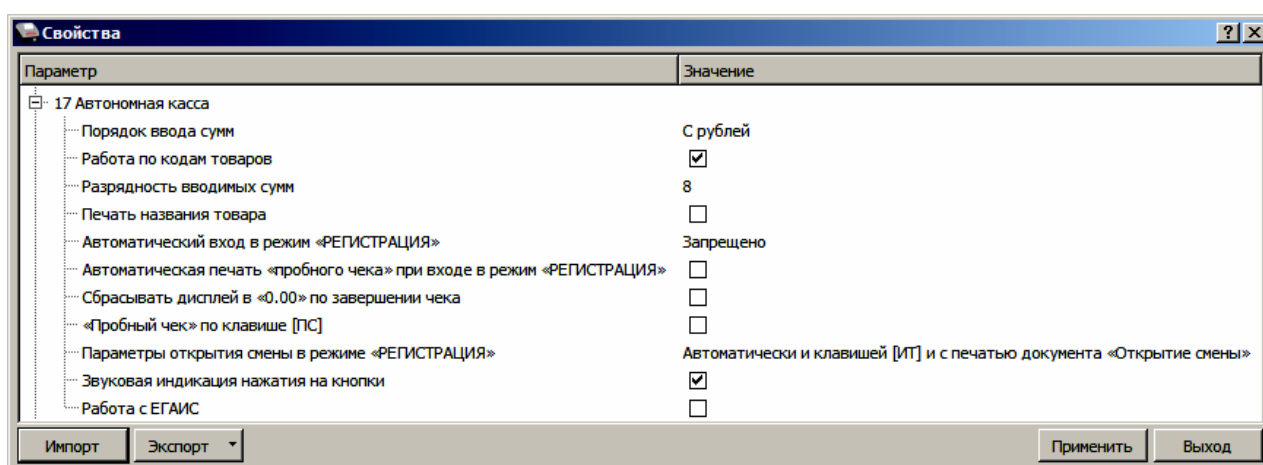 Свойства
Параметр Значение
17 Автономная касса
Порядок ввода сумм С рублей
Работа по кодам товаров
Разрядность вводимых сумм 8
Печать названия товара
Автоматический вход в режим «РЕГИСТРАЦИЯ» Запрещено
Автоматическая печать «пробного чека» при входе в режим «РЕГИСТРАЦИЯ»
Сбрасывать дисплей в «0.00» по завершении чека
«Пробный чек» по клавише [ПС]
Параметры открытия смены в режиме «РЕГИСТРАЦИЯ» Автоматически и клавишей [ИТ] и с печатью документа «Открытие смены»
Звуковая индикация нажатия на кнопки
Работа с ЕГАИС
Импорт Экспорт Применить Выход